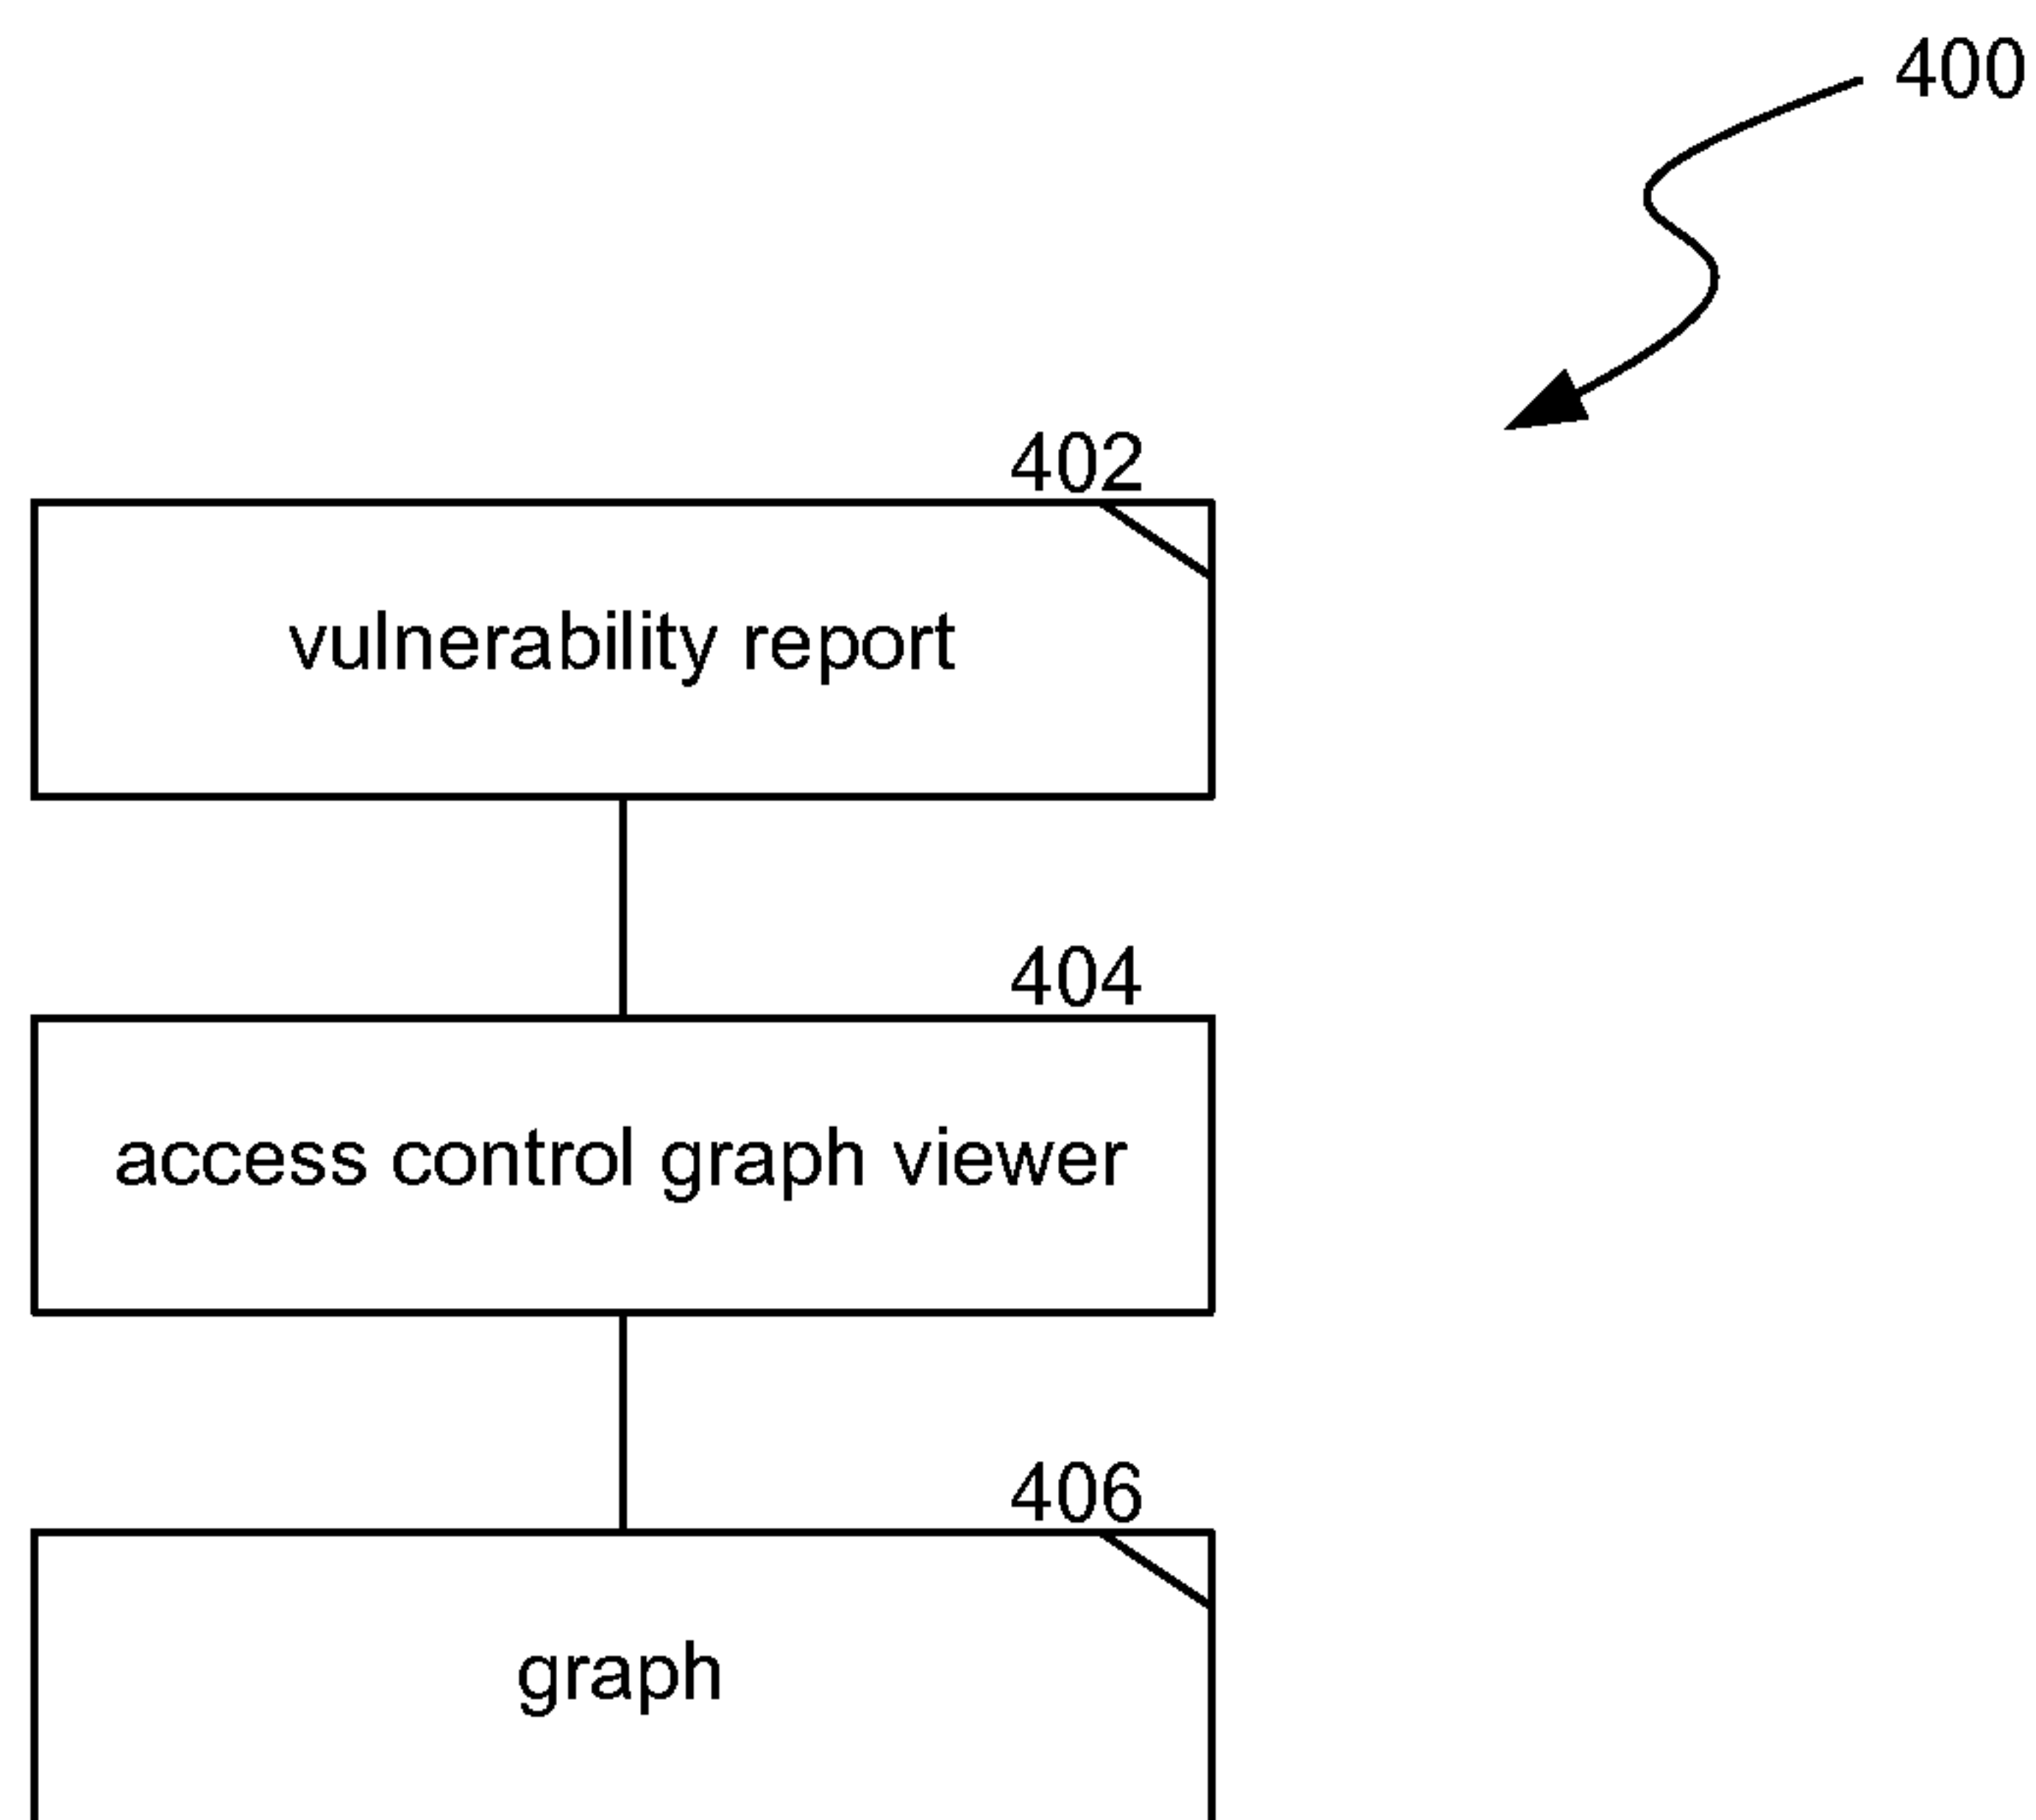 400
402
vulnerability report
404
access control graph viewer
406
graph